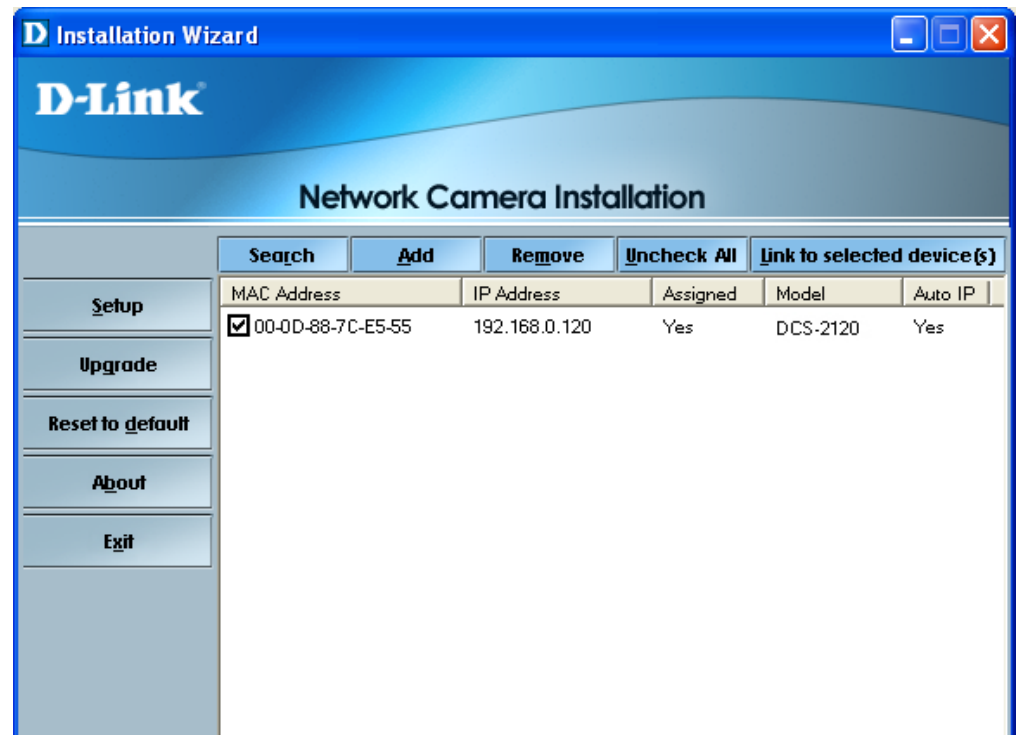 D Installation Wizard
D-Link®
Network Camera Installation
Search Add Remove Uncheck All Link to selected device(s)
MAC Address IP Address Assigned Model Auto IP
00-0D-88-7C-E5-55 192.168.0.120 Yes DCS-2120 Yes
Setup
Upgrade
Reset to default
About
Exit